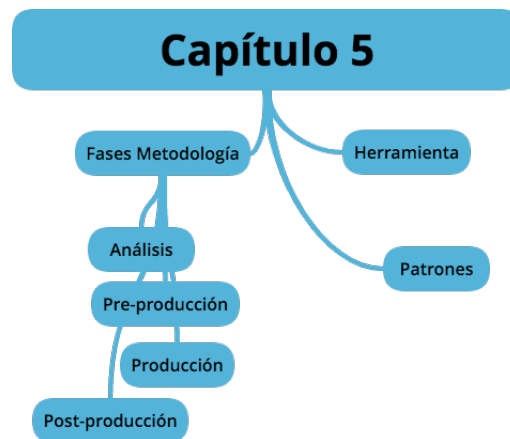 Capítulo 5
Fases Metodología
Herramienta
Análisis
Patrones
Pre-producción
Producción
Post-producción